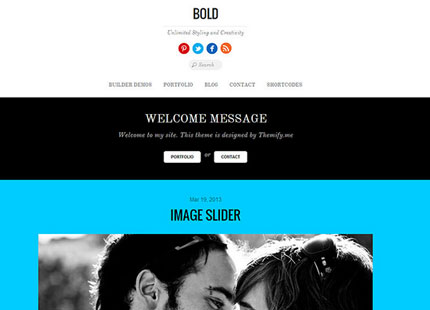 BOLD
Unlimited Styling and Creativity
Search
BUILDER DEMOS PORTFOLIO BLOG CONTACT SHORTCODES
WELCOME MESSAGE
Welcome to my site. This theme is designed by Themify.me
PORTFOLIO or CONTACT
Mar 19, 2013
IMAGE SLIDER